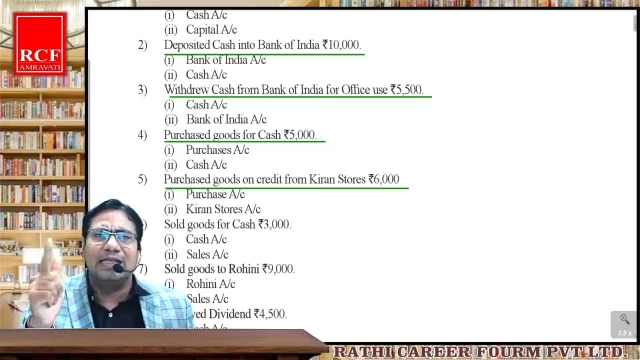 RCF
AMRAVATI
(i) Cash A/c
(ii) Capital A/c
2) Deposited Cash into Bank of India ₹10,000.
(i) Bank of India A/c
(ii) Cash A/c
3) Withdrew Cash from Bank of India for Office use ₹5,500.
(i) Cash A/c
(ii) Bank of India A/c
4) Purchased goods for Cash ₹5,000.
(i) Purchases A/c
(ii) Cash A/c
5) Purchased goods on credit from Kiran Stores ₹6,000
(i) Purchase A/c
(ii) Kiran Stores A/c
Sold goods for Cash ₹3,000.
(i) Cash A/c
(ii) Sales A/c
7) Sold goods to Rohini ₹9,000.
(i) Rohini A/c
Sales A/c
Dividend ₹4,500.
Cash A/c
2.0 x
RATHI CAREER FOURM PVT LTD.